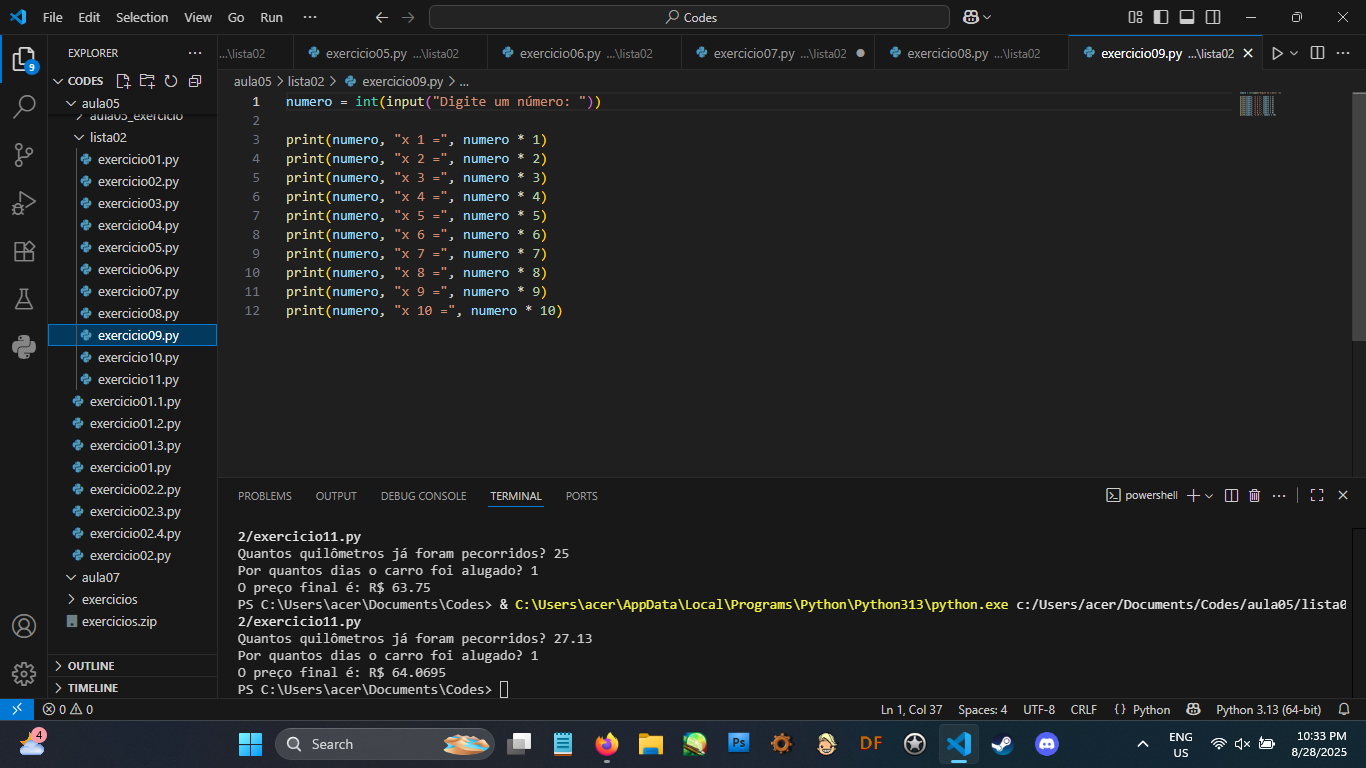 File Edit Selection View Go Run ··· Codes
EXPLORER ···
...\lista02 exercicio05.py ...\lista02 exercicio06.py ...\lista02 exercicio07.py ...\lista02 exercicio08.py ...\lista02 exercicio09.py ...\lista02
CODES
aula05 > lista02 > exercicio09.py > ...
aula05
aula05_exercicio
lista02
exercicio01.py
exercicio02.py
exercicio03.py
exercicio04.py
exercicio05.py
exercicio06.py
exercicio07.py
exercicio08.py
exercicio09.py
exercicio10.py
exercicio11.py
exercicio01.1.py
exercicio01.2.py
exercicio01.3.py
exercicio01.py
exercicio02.2.py
exercicio02.3.py
exercicio02.4.py
exercicio02.py
aula07
exercicios
exercicios.zip
OUTLINE
TIMELINE
9
1 numero = int(input("Digite um número: "))
2
3 print(numero, "x 1 =", numero * 1)
4 print(numero, "x 2 =", numero * 2)
5 print(numero, "x 3 =", numero * 3)
6 print(numero, "x 4 =", numero * 4)
7 print(numero, "x 5 =", numero * 5)
8 print(numero, "x 6 =", numero * 6)
9 print(numero, "x 7 =", numero * 7)
10 print(numero, "x 8 =", numero * 8)
11 print(numero, "x 9 =", numero * 9)
12 print(numero, "x 10 =", numero * 10)
PROBLEMS OUTPUT DEBUG CONSOLE TERMINAL PORTS powershell
2/exercicio11.py
Quantos quilômetros já foram pecorridos? 25
Por quantos dias o carro foi alugado? 1
O preço final é: R$ 63.75
PS C:\Users\acer\Documents\Codes> & C:\Users\acer\AppData\Local\Programs\Python\Python313\python.exe c:/Users/acer/Documents/Codes/aula05/lista0
2/exercicio11.py
Quantos quilômetros já foram pecorridos? 27.13
Por quantos dias o carro foi alugado? 1
O preço final é: R$ 64.0695
PS C:\Users\acer\Documents\Codes>
0 0 Ln 1, Col 37 Spaces: 4 UTF-8 CRLF {} Python Python 3.13 (64-bit)
4 Search Ps DF ENG
US 10:33 PM
8/28/2025